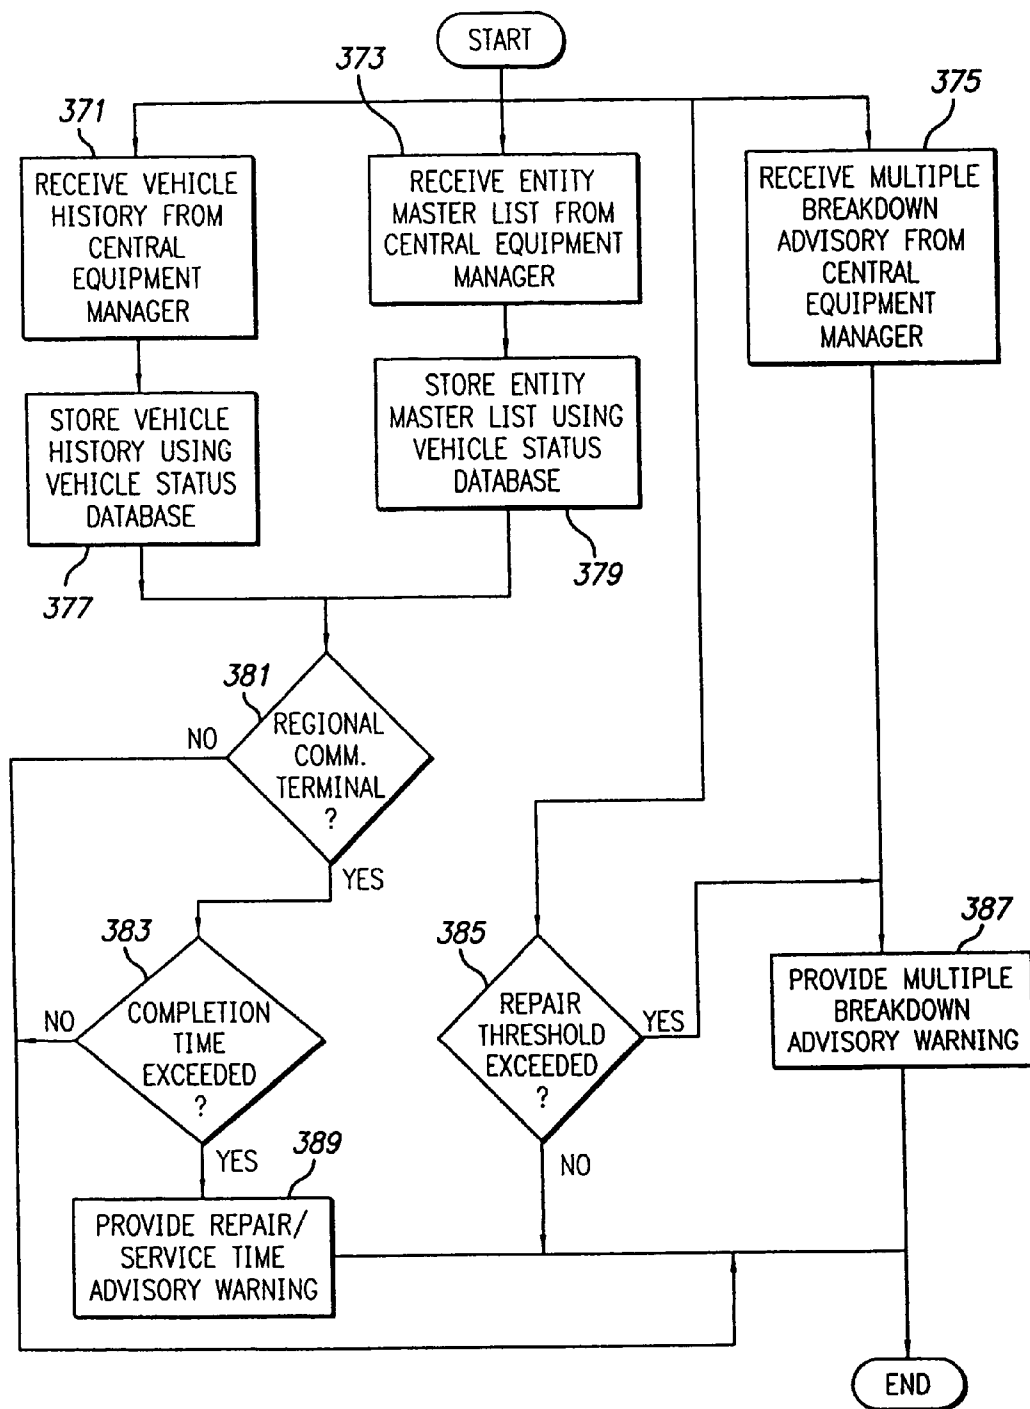 START
373
371
375
RECEIVE VEHICLE
HISTORY FROM
CENTRAL
EQUIPMENT
MANAGER
RECEIVE ENTITY
MASTER LIST FROM
CENTRAL EQUIPMENT
MANAGER
RECEIVE MULTIPLE
BREAKDOWN
ADVISORY FROM
CENTRAL
EQUIPMENT
MANAGER
STORE VEHICLE
HISTORY USING
VEHICLE STATUS
DATABASE
STORE ENTITY
MASTER LIST USING
VEHICLE STATUS
DATABASE
377
379
381
NO
REGIONAL
COMM.
TERMINAL
?
YES
383
NO
COMPLETION
TIME
EXCEEDED
?
YES
385
REPAIR
THRESHOLD
EXCEEDED
?
YES
NO
387
PROVIDE MULTIPLE
BREAKDOWN
ADVISORY WARNING
389
PROVIDE REPAIR/
SERVICE TIME
ADVISORY WARNING
END